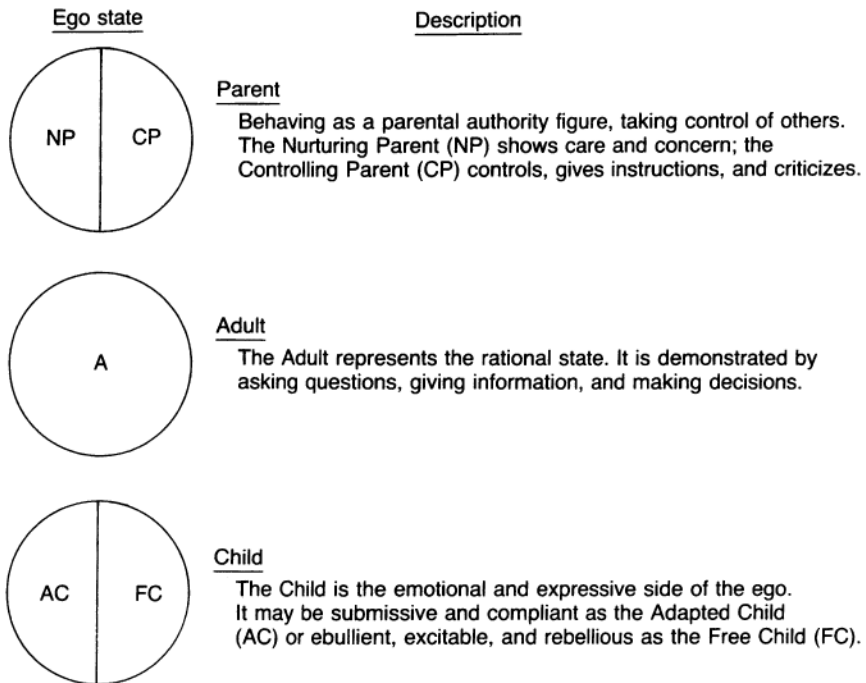 Ego state
Description
NP
CP
Parent
Behaving as a parental authority figure, taking control of others.
The Nurturing Parent (NP) shows care and concern; the
Controlling Parent (CP) controls, gives instructions, and criticizes.
A
Adult
The Adult represents the rational state. It is demonstrated by
asking questions, giving information, and making decisions.
AC
FC
Child
The Child is the emotional and expressive side of the ego.
It may be submissive and compliant as the Adapted Child
(AC) or ebullient, excitable, and rebellious as the Free Child (FC).